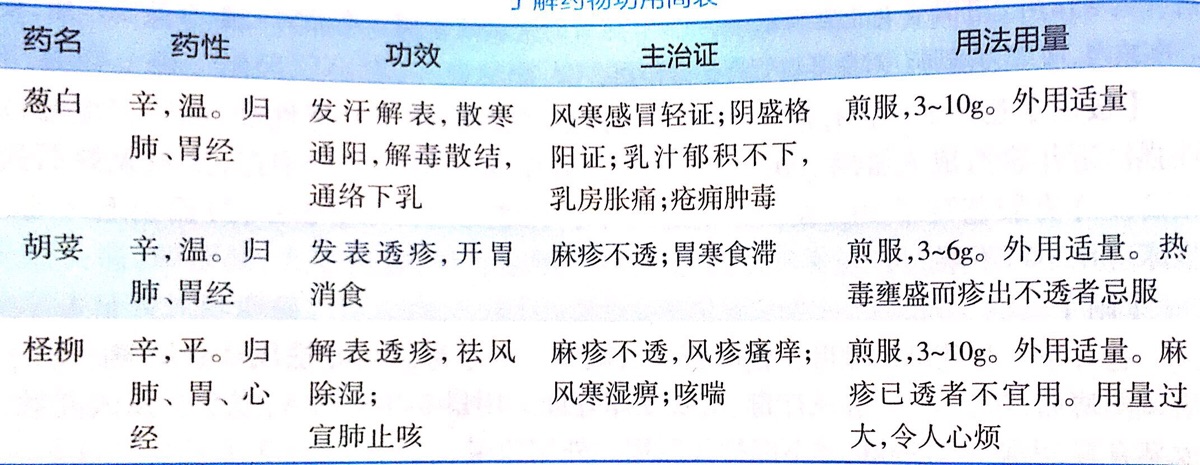 了解药物功用简表
药名 药性 功效 主治证 用法用量
葱白 辛,温。归 发汗解表,散寒 风寒感冒轻证;阴盛格 煎服,3~10g。外用适量
肺、胃经 通阳,解毒散结, 阳证;乳汁郁积不下,
通络下乳 乳房胀痛;疮痈肿毒
胡荽 辛,温。归 发表透疹,开胃 麻疹不透;胃寒食滞 煎服,3~6g。外用适量。热
肺、胃经 消食 毒壅盛而疹出不透者忌服
柽柳 辛,平。归 解表透疹,祛风 麻疹不透,风疹瘙痒; 煎服,3~10g。外用适量。麻
肺、胃、心 除湿; 风寒湿痹;咳喘 疹已透者不宜用。用量过
经 宣肺止咳 大,令人心烦